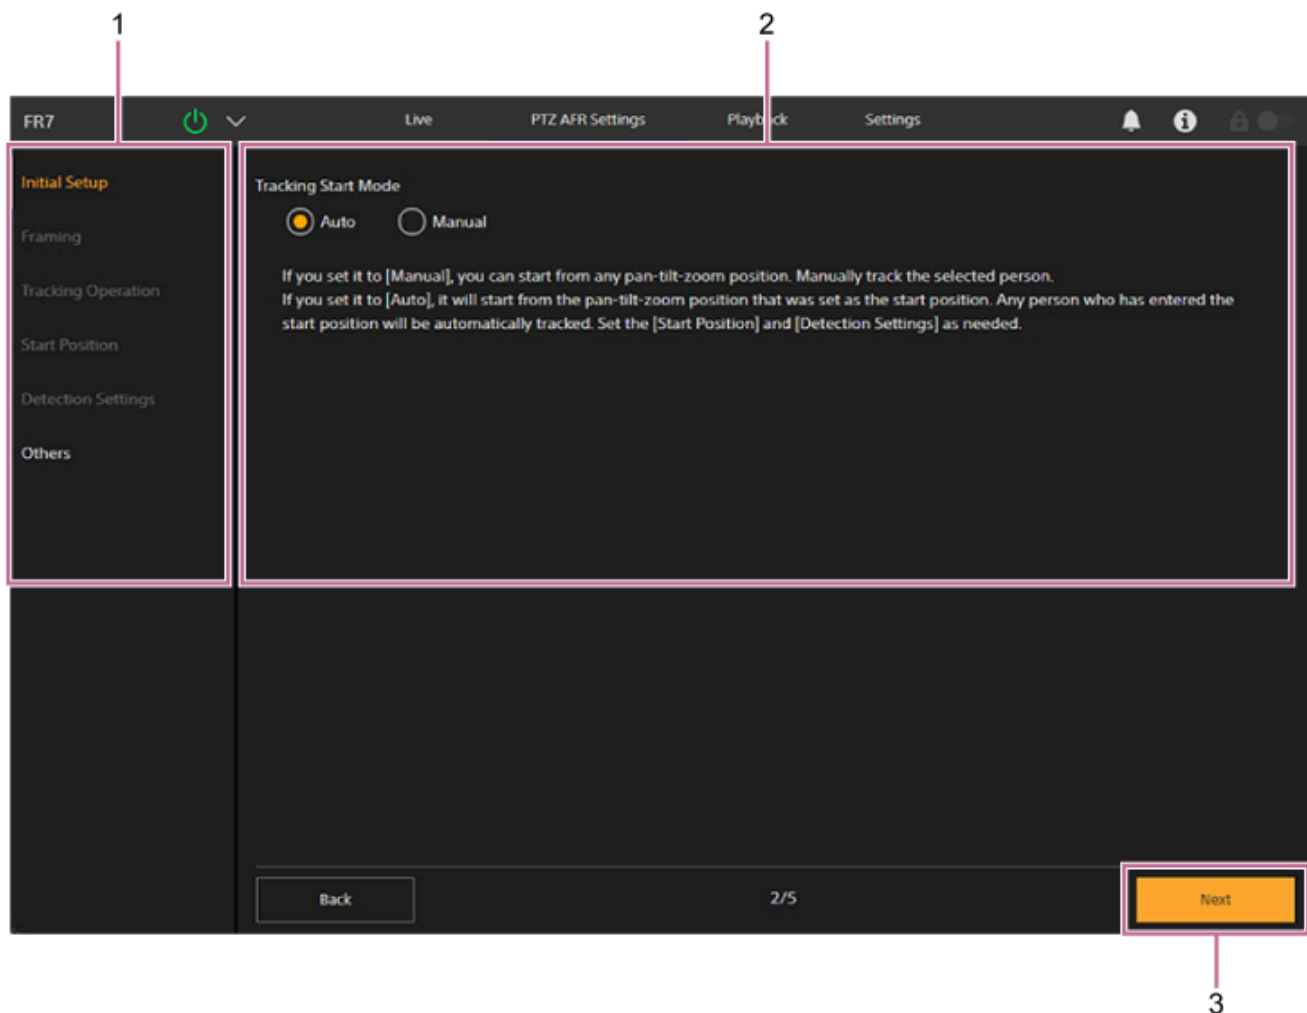 1
2
FR7
Live
PTZ AFR Settings
Playback
Settings
Initial Setup
Framing
Tracking Operation
Start Position
Detection Settings
Others
Tracking Start Mode
Auto
Manual
If you set it to [Manual], you can start from any pan-tilt-zoom position. Manually track the selected person.
If you set it to [Auto], it will start from the pan-tilt-zoom position that was set as the start position. Any person who has entered the
start position will be automatically tracked. Set the [Start Position] and [Detection Settings] as needed.
Back
2/5
Next
3